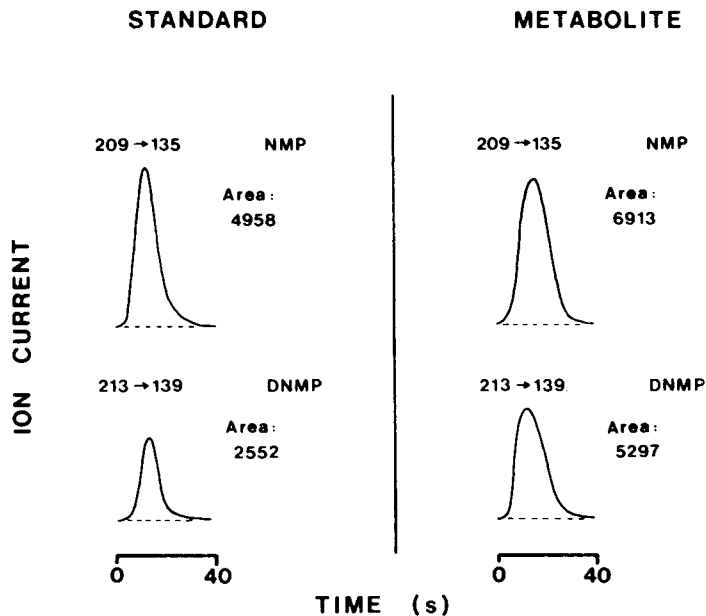 STANDARD
METABOLITE
209→135 NMP
Area:
4958
209→135 NMP
Area:
6913
ION CURRENT
213→139 DNMP
Area:
2552
213→139. DNMP
Area:
5297
0 40
0 40
TIME (s)